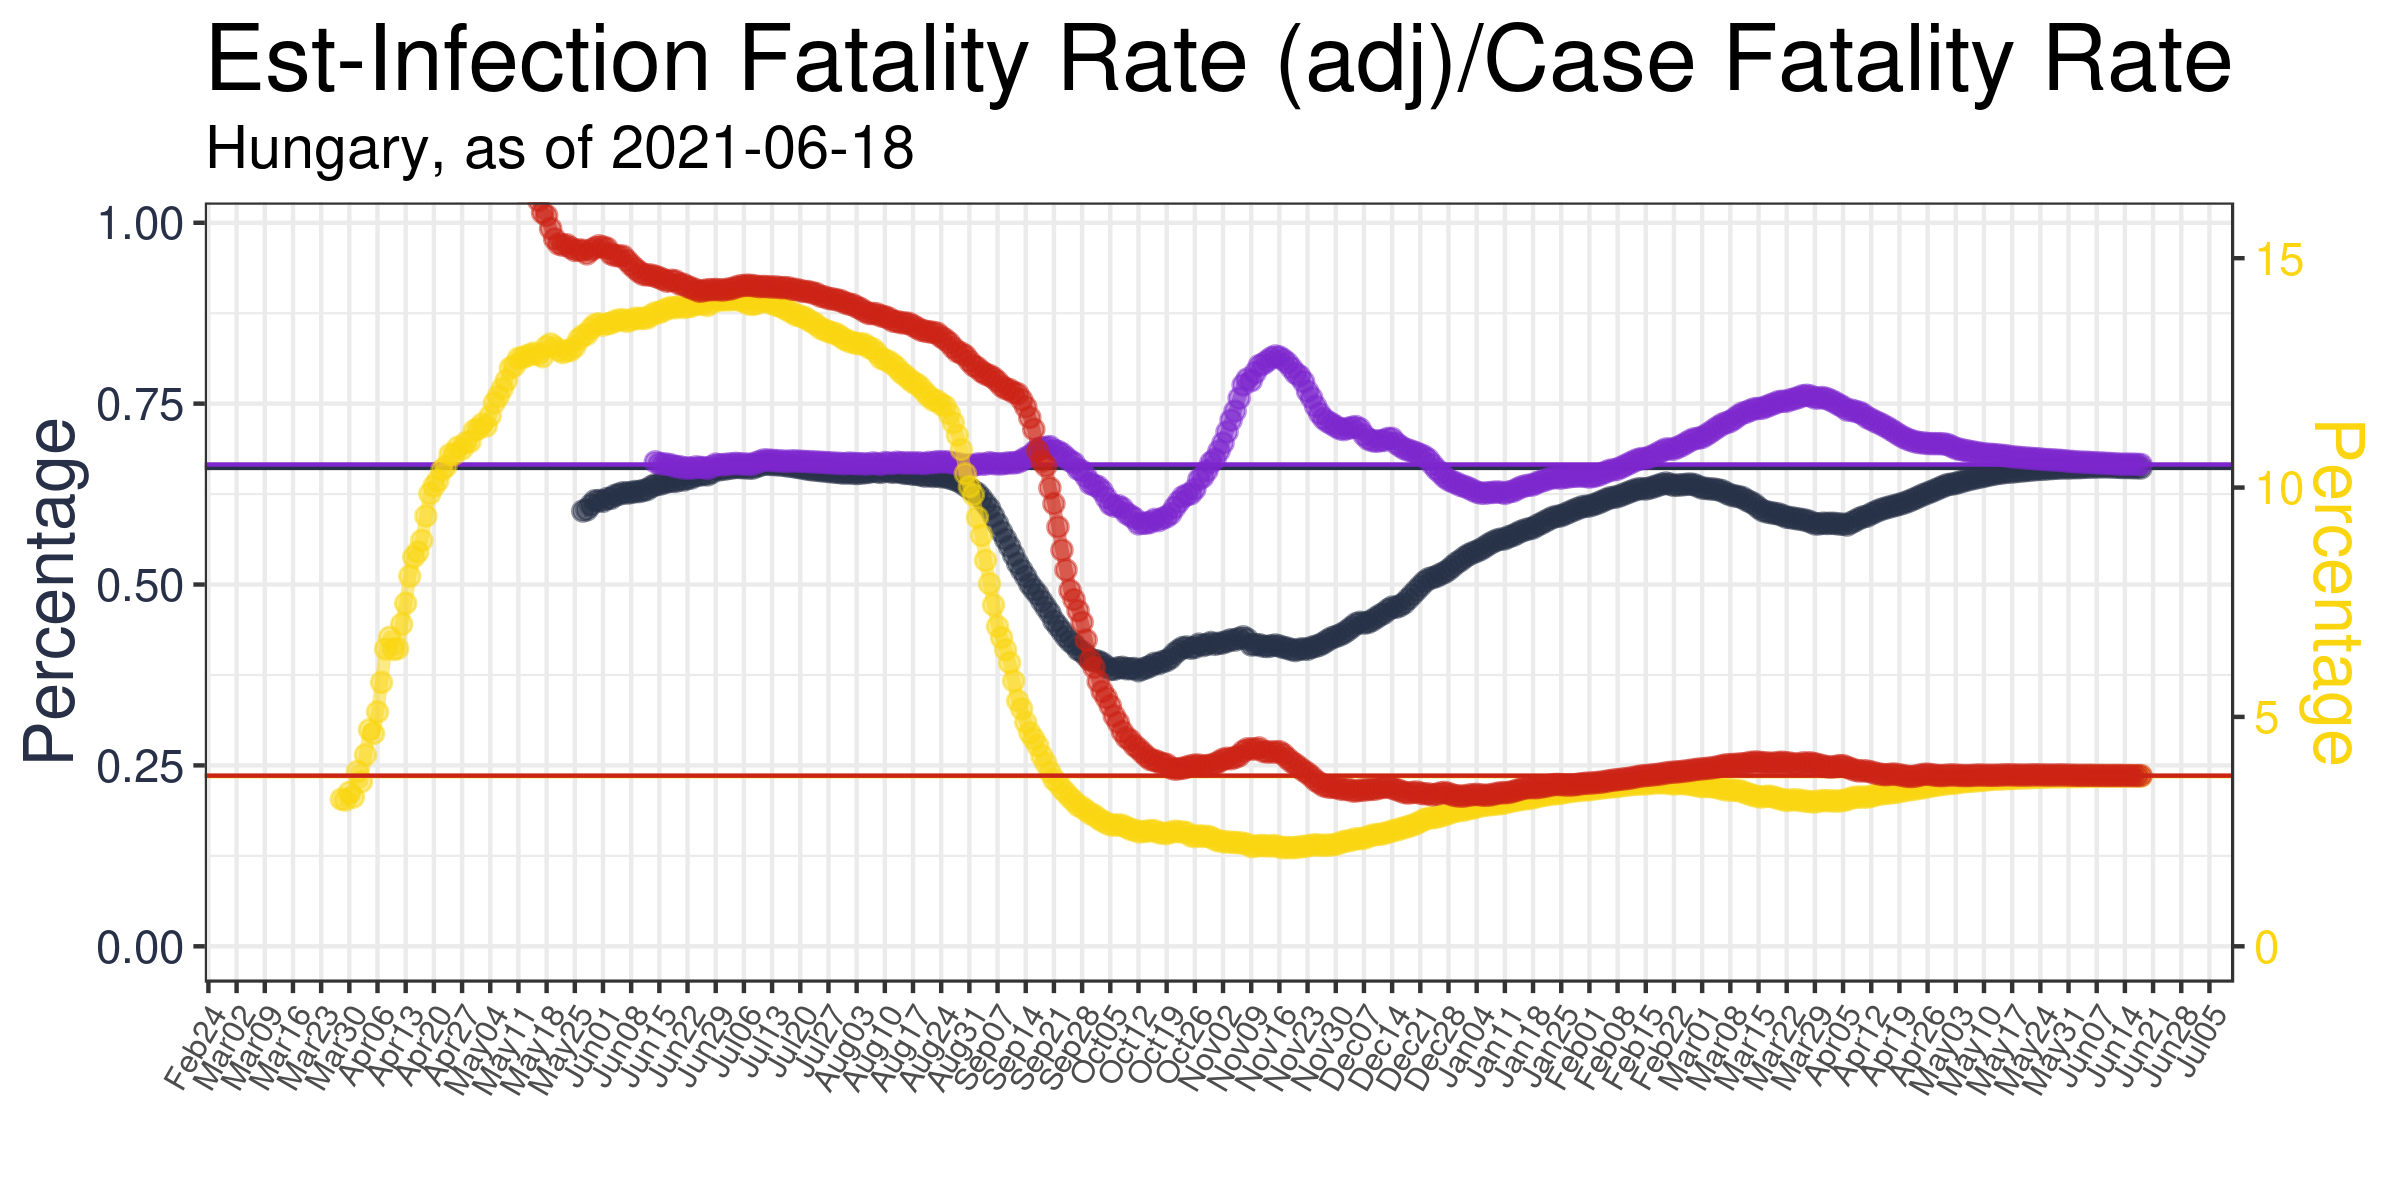 Est-Infection Fatality Rate (adj)/Case Fatality Rate
Hungary, as of 2021-06-18
Percentage
1.00
0.75
0.50
0.25
0.00
15
10
5
0
Percentage
Feb24
Mar02
Mar09
Mar16
Mar23
Mar30
Apr06
Apr13
Apr20
Apr27
May04
May11
May18
May25
Jun01
Jun08
Jun15
Jun22
Jun29
Jul06
Jul13
Jul20
Jul27
Aug03
Aug10
Aug17
Aug24
Aug31
Sep07
Sep14
Sep21
Sep28
Oct05
Oct12
Oct19
Oct26
Nov02
Nov09
Nov16
Nov23
Nov30
Dec07
Dec14
Dec21
Dec28
Jan04
Jan11
Jan18
Jan25
Feb01
Feb08
Feb15
Feb22
Mar01
Mar08
Mar15
Mar22
Mar29
Apr05
Apr12
Apr19
Apr26
May03
May10
May17
May24
May31
Jun07
Jun14
Jun21
Jun28
Jul05